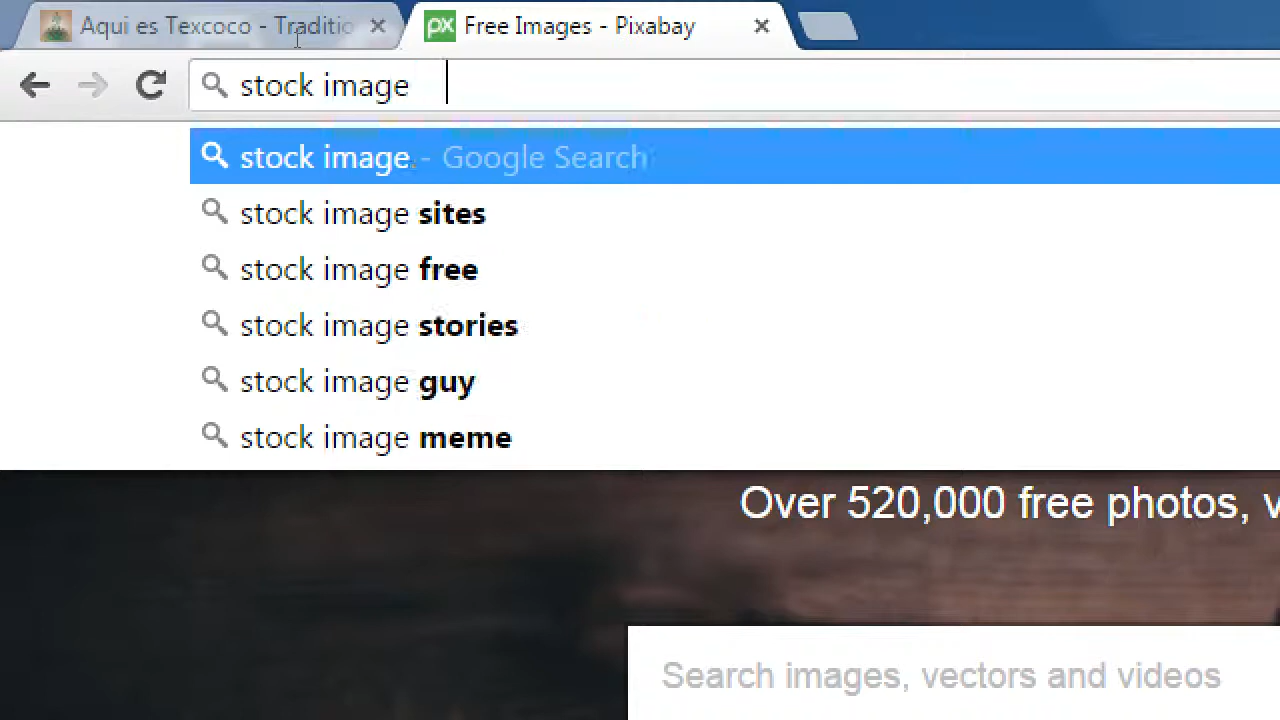 Aqui es Texcoco - Traditio
px Free Images - Pixabay
stock image
stock image - Google Search
stock image sites
stock image free
stock image stories
stock image guy
stock image meme
Over 520,000 free photos, v
Search images, vectors and videos